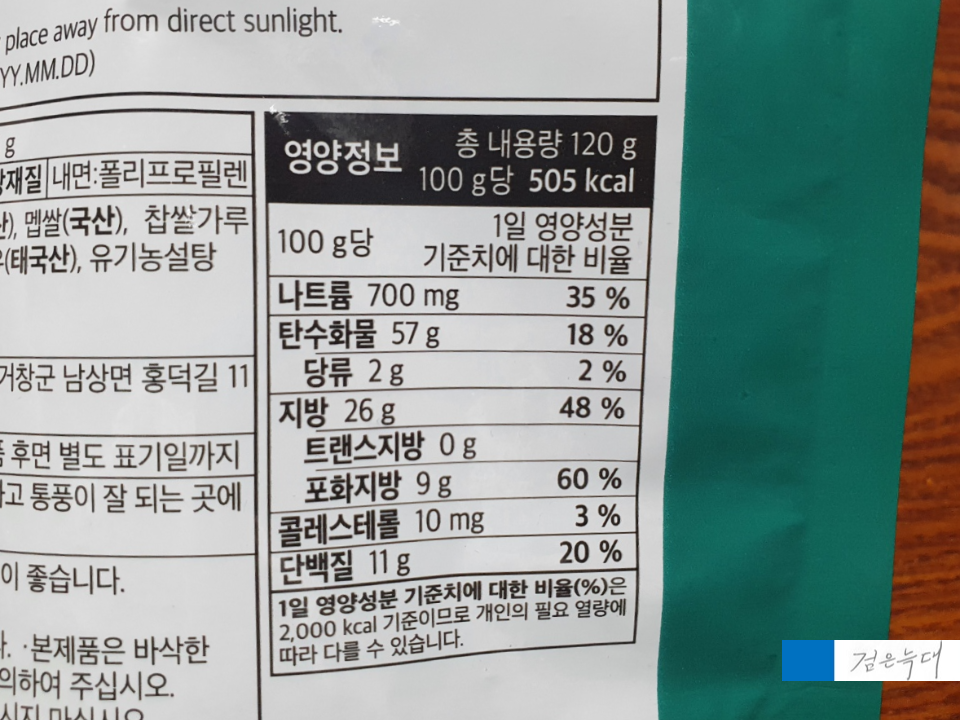 place away from direct sunlight.
YY.MM.DD)
g
재질 내면:폴리프로필렌
멥쌀(국산), 찹쌀가루
(태국산), 유기농설탕
거창군 남상면 홍덕길 11
후면 별도 표기일까지
고 통풍이 잘 되는 곳에
이 좋습니다.
·본제품은 바삭한
의하여 주십시오.
영양정보
총 내용량 120 g
100 g당 505 kcal
100 g당
1일 영양성분
기준치에 대한 비율
나트륨 700 mg 35 %
탄수화물 57 g 18 %
당류 2 g 2 %
지방 26 g 48 %
트랜스지방 0 g
포화지방 9 g 60 %
콜레스테롤 10 mg 3 %
단백질 11 g 20 %
1일 영양성분 기준치에 대한 비율(%)은
2,000 kcal 기준이므로 개인의 필요 열량에
따라 다를 수 있습니다.
검은늑대